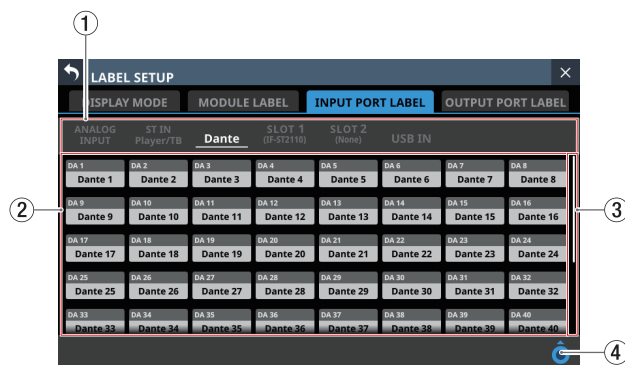 1
LABEL SETUP
DISPLAY MODE MODULE LABEL INPUT PORT LABEL OUTPUT PORT LABEL
ANALOG INPUT ST IN Player/TB Dante SLOT 1 (IF-ST2110) SLOT 2 (None) USB IN
DA 1 DA 2 DA 3 DA 4 DA 5 DA 6 DA 7 DA 8
Dante 1 Dante 2 Dante 3 Dante 4 Dante 5 Dante 6 Dante 7 Dante 8
2
3
DA 9 DA 10 DA 11 DA 12 DA 13 DA 14 DA 15 DA 16
Dante 9 Dante 10 Dante 11 Dante 12 Dante 13 Dante 14 Dante 15 Dante 16
DA 17 DA 18 DA 19 DA 20 DA 21 DA 22 DA 23 DA 24
Dante 17 Dante 18 Dante 19 Dante 20 Dante 21 Dante 22 Dante 23 Dante 24
DA 25 DA 26 DA 27 DA 28 DA 29 DA 30 DA 31 DA 32
Dante 25 Dante 26 Dante 27 Dante 28 Dante 29 Dante 30 Dante 31 Dante 32
DA 33 DA 34 DA 35 DA 36 DA 37 DA 38 DA 39 DA 40
Dante 33 Dante 34 Dante 35 Dante 36 Dante 37 Dante 38 Dante 39 Dante 40
4